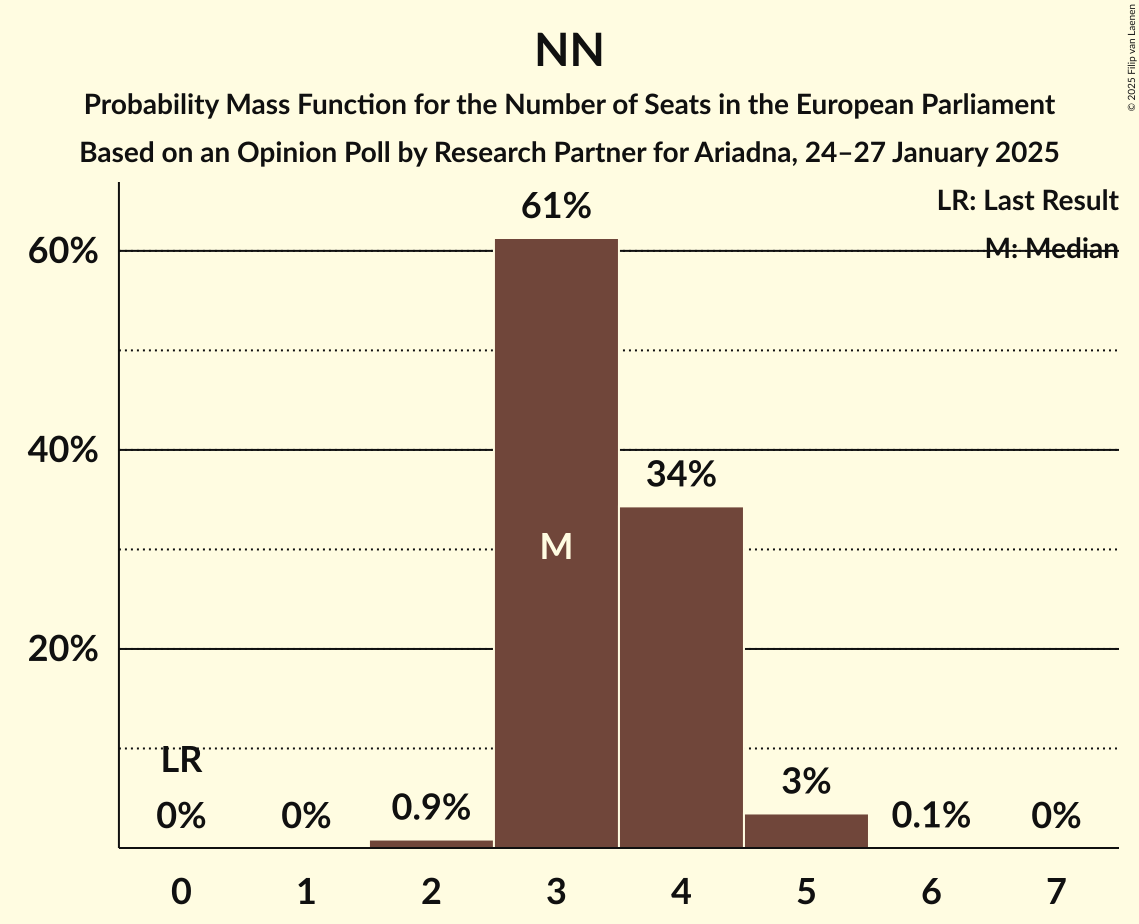 NN
Probability Mass Function for the Number of Seats in the European Parliament
Based on an Opinion Poll by Research Partner for Ariadna, 24–27 January 2025
© 2025 Filip van Laenen
LR: Last Result
M: Median
60%
40%
20%
61%
34%
M
LR
0%
0%
0.9%
3%
0.1%
0%
0 1 2 3 4 5 6 7